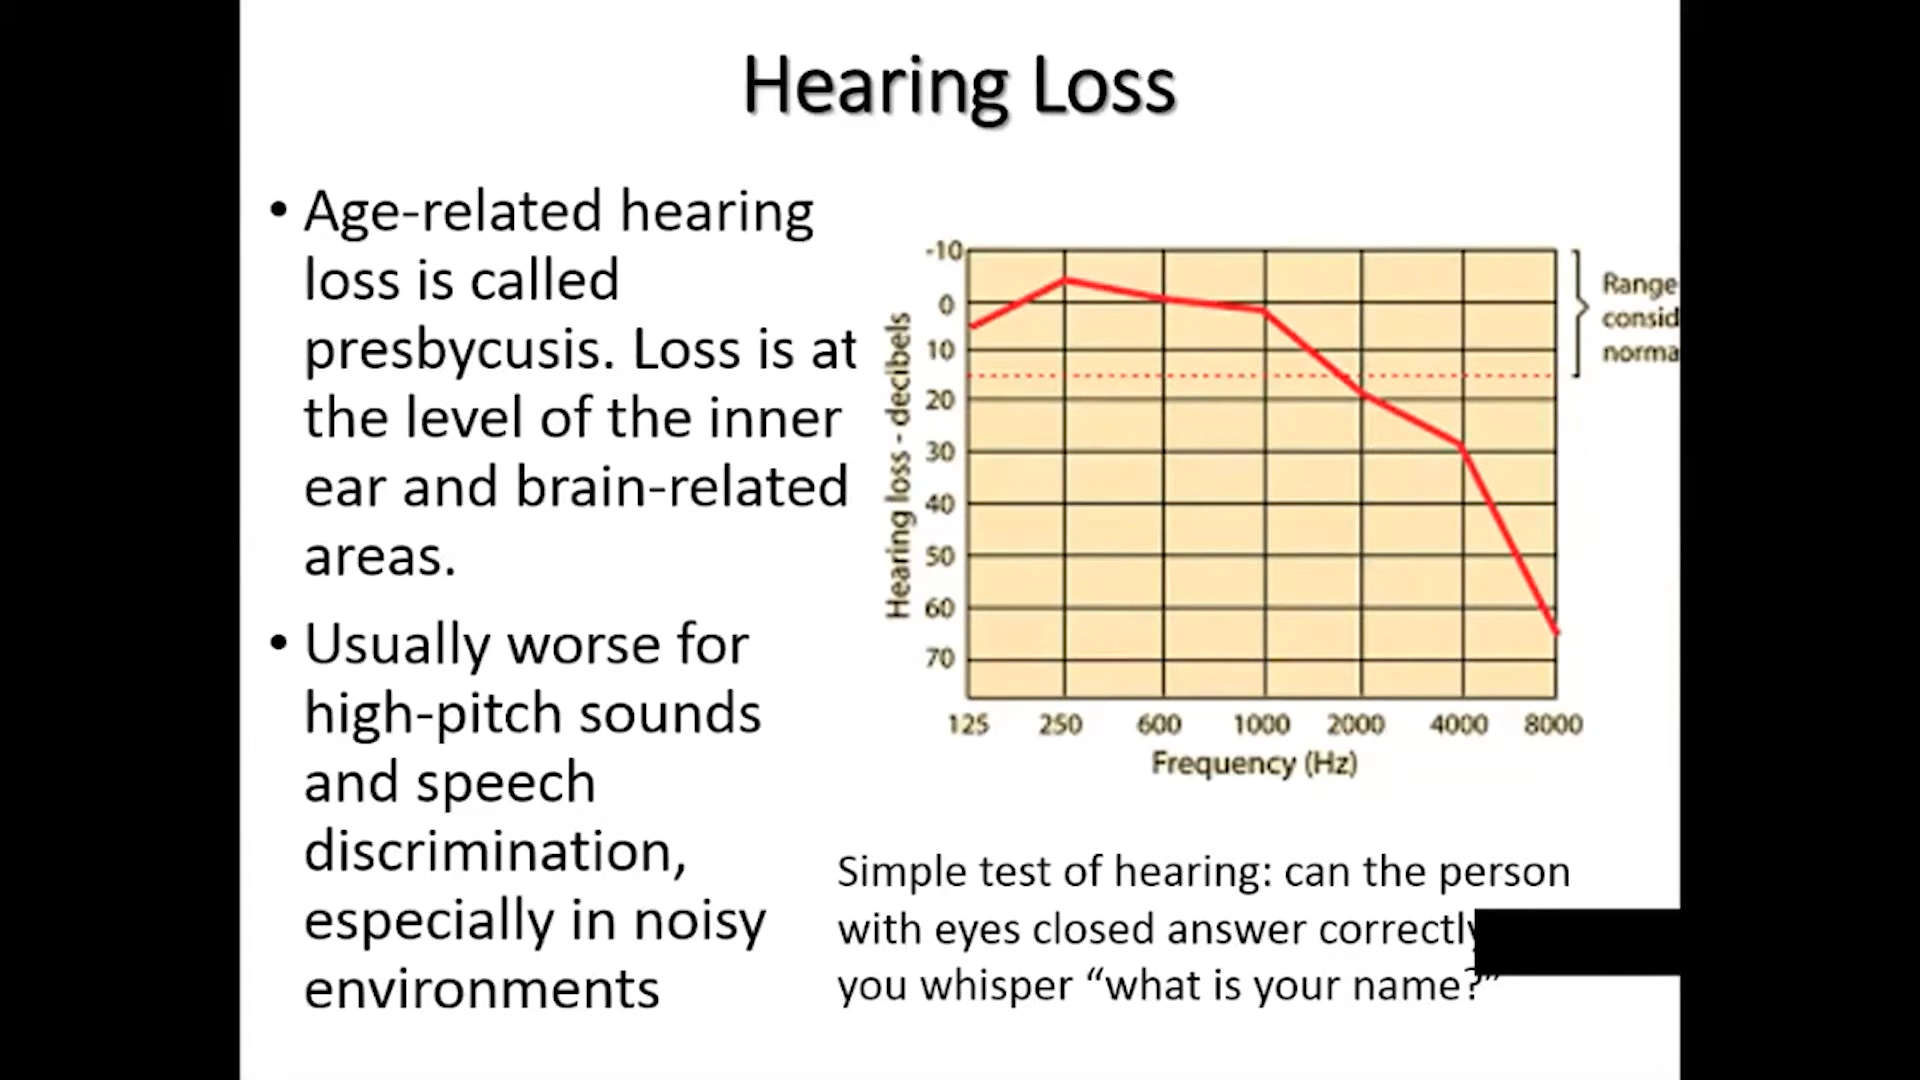 Hearing Loss
• Age-related hearing
loss is called
presbycusis. Loss is at
the level of the inner
ear and brain-related
areas.
• Usually worse for
high-pitch sounds
and speech
discrimination,
especially in noisy
environments
-10
0
10
20
30
40
50
60
70
Hearing loss - decibels
125 250 600 1000 2000 4000 8000
Frequency (Hz)
Range
consid
norma
Simple test of hearing: can the person
with eyes closed answer correctly
you whisper “what is your name?”